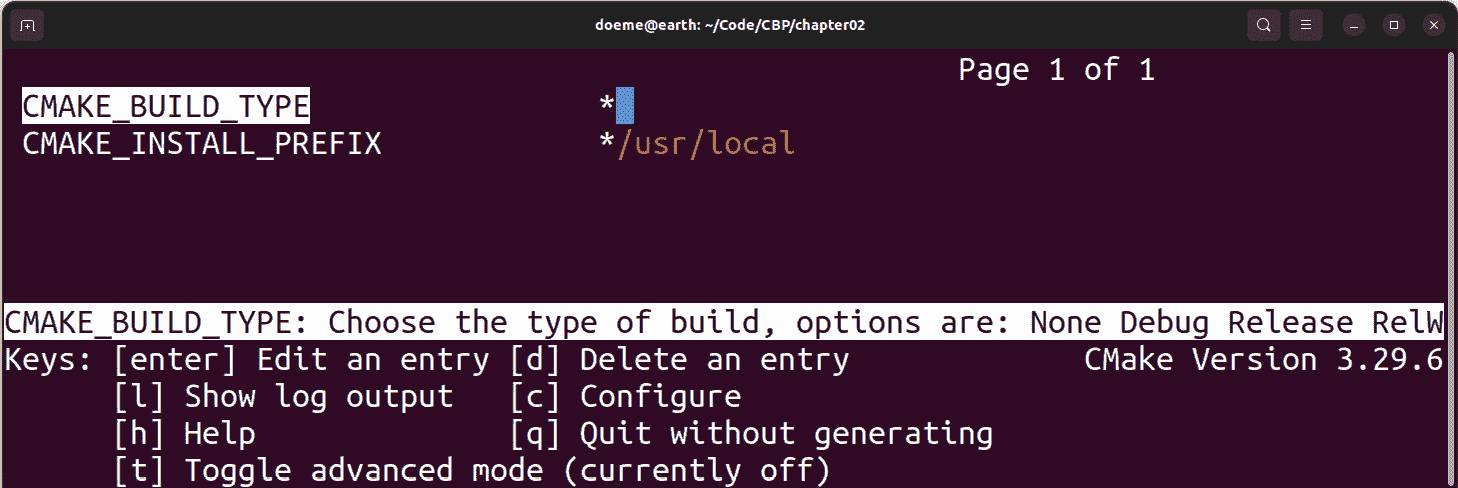 doeme@earth: ~/Code/CBP/chapter02
Page 1 of 1
CMAKE_BUILD_TYPE *
CMAKE_INSTALL_PREFIX */usr/local
CMAKE_BUILD_TYPE: Choose the type of build, options are: None Debug Release RelW
Keys: [enter] Edit an entry [d] Delete an entry CMake Version 3.29.6
[l] Show log output [c] Configure
[h] Help [q] Quit without generating
[t] Toggle advanced mode (currently off)